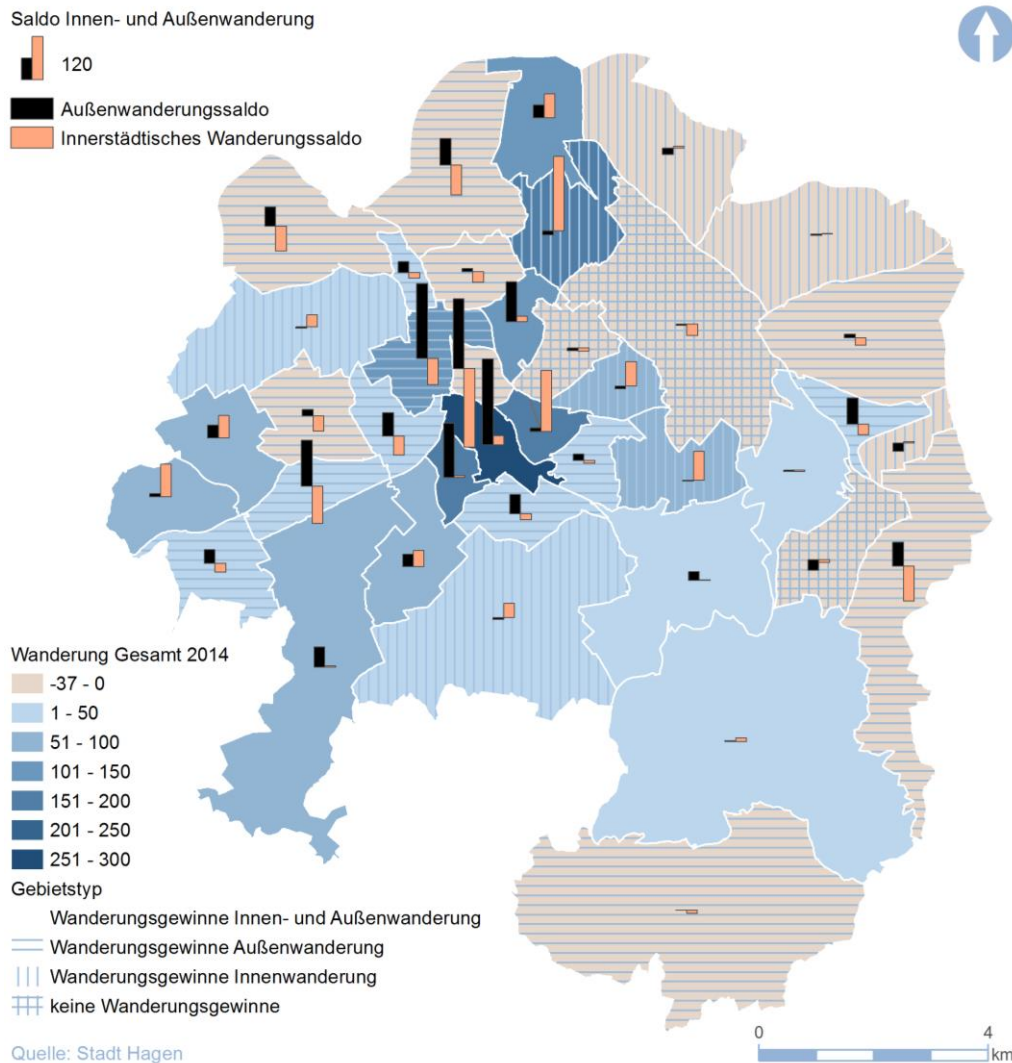 Saldo Innen- und Außenwanderung
120
Außenwanderungssaldo
Innerstädtisches Wanderungssaldo
Wanderung Gesamt 2014
-37 - 0
1 - 50
51 - 100
101 - 150
151 - 200
201 - 250
251 - 300
Gebietstyp
Wanderungsgewinne Innen- und Außenwanderung
Wanderungsgewinne Außenwanderung
Wanderungsgewinne Innenwanderung
keine Wanderungsgewinne
Quelle: Stadt Hagen
0 4
km